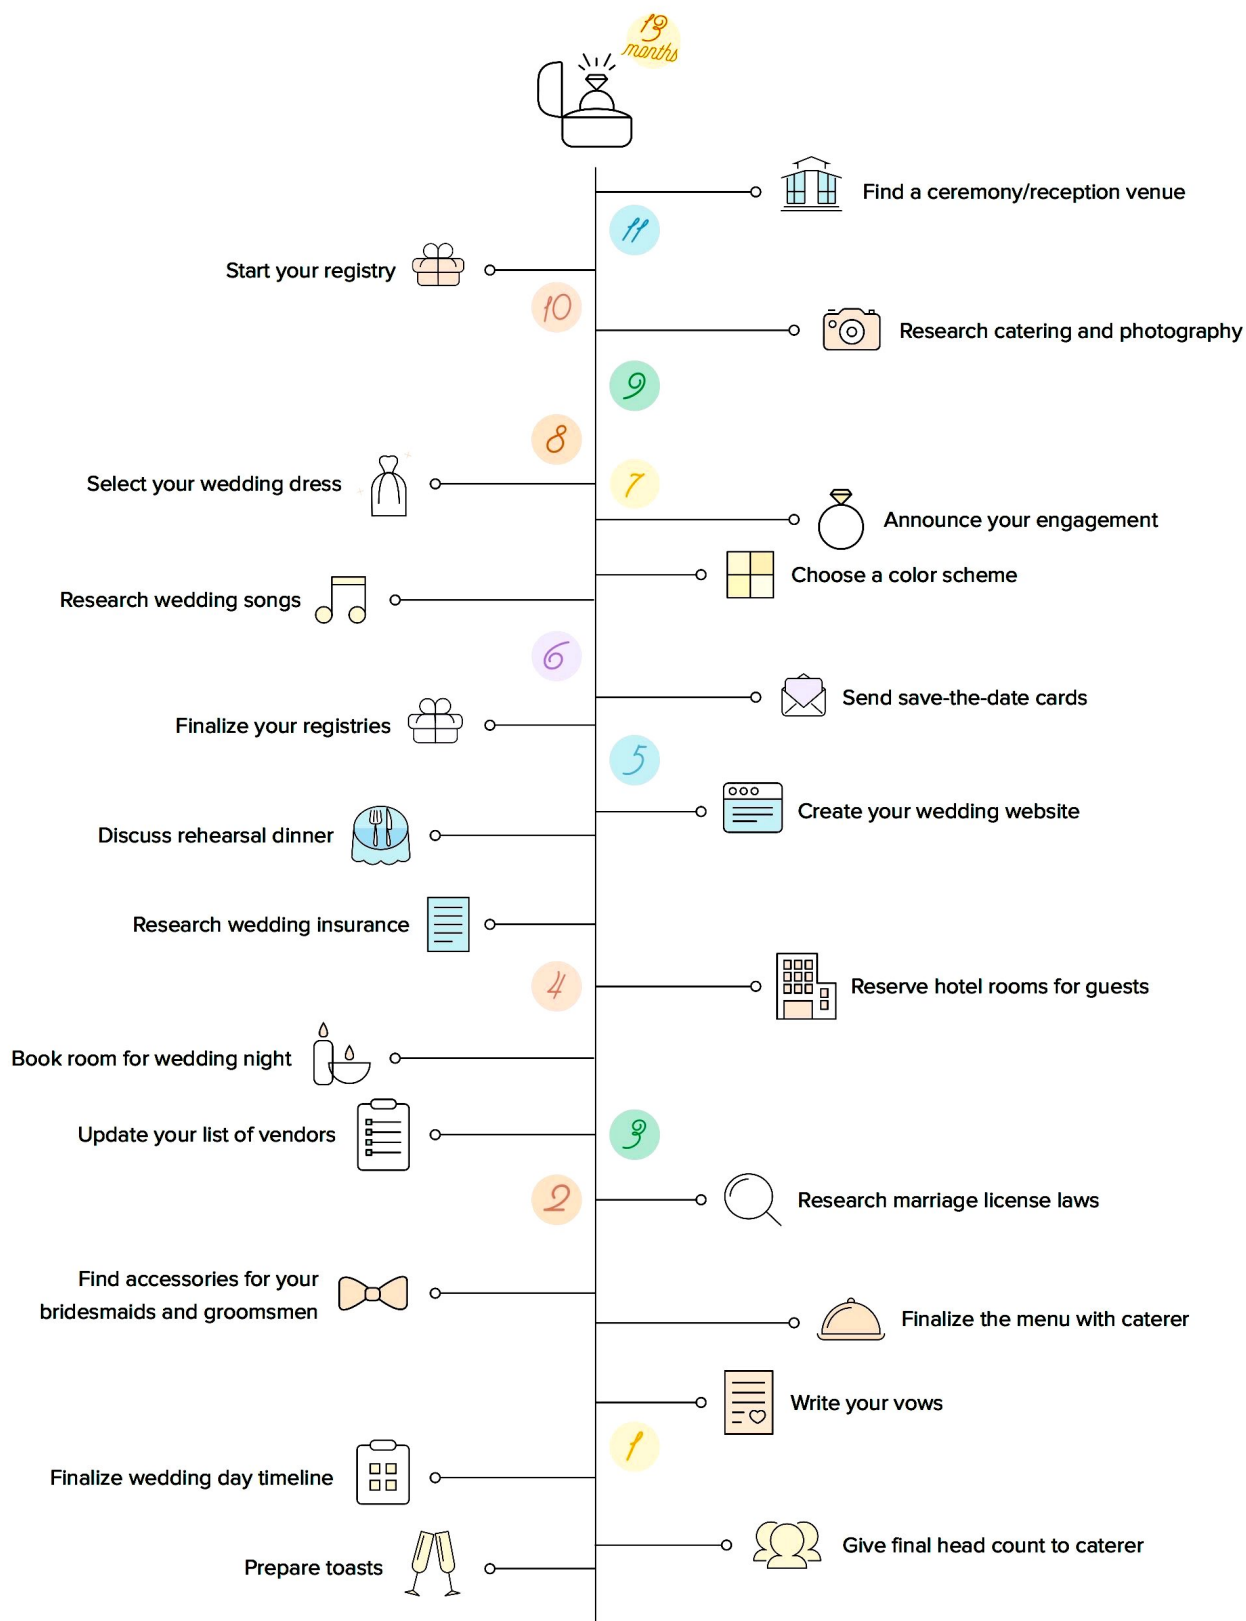 13
months
Find a ceremony/reception venue
11
Start your registry
10
Research catering and photography
9
8
Select your wedding dress
7
Announce your engagement
Choose a color scheme
Research wedding songs
6
Send save-the-date cards
Finalize your registries
5
Create your wedding website
Discuss rehearsal dinner
Research wedding insurance
4
Reserve hotel rooms for guests
Book room for wedding night
Update your list of vendors
3
2
Research marriage license laws
Find accessories for your
bridesmaids and groomsmen
Finalize the menu with caterer
Write your vows
1
Finalize wedding day timeline
Give final head count to caterer
Prepare toasts